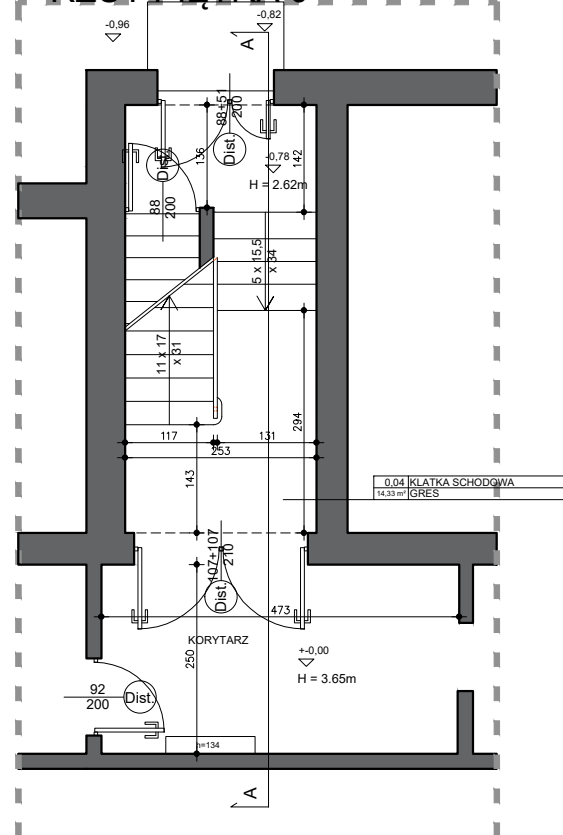 -0,96
-0,82
A
88+51
200
Dist.
Dist.
136
142
-0,78
H = 2.62m
88
200
5 x 15,5
x 34
11 x 17
x 31
294
117
131
253
143
0,04 KLATKA SCHODOWA
14,33 m² GRES
107+107
210
Dist.
473
KORYTARZ
250
+-0,00
H = 3.65m
92
200
Dist.
h=134
A